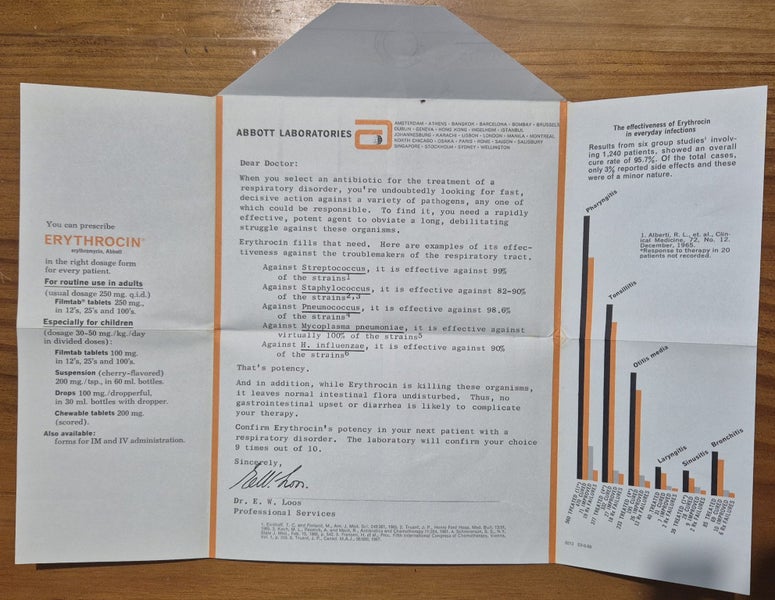 You can prescribe
ERYTHROCIN®
erythromycin, Abbott
in the right dosage form
for every patient.
For routine use in adults
(usual dosage 250 mg. q.i.d.)
Filmtab® tablets 250 mg.,
in 12's, 25's and 100's.
Especially for children
(dosage 30-50 mg./kg./day
in divided doses):
Filmtab tablets 100 mg.
in 12's, 25's and 100's.
Suspension (cherry-flavored)
200 mg./tsp., in 60 ml. bottles.
Drops 100 mg./dropperful,
in 30 ml. bottles with dropper.
Chewable tablets 200 mg.
(scored).
Also available:
forms for IM and IV administration.
ABBOTT LABORATORIES
AMSTERDAM · ATHENS · BANGKOK · BARCELONA · BOMBAY · BRUSSELS
DUBLIN · GENEVA · HONG KONG · INGELHEIM · ISTANBUL
JOHANNESBURG · KARACHI · LISBON · LONDON · MANILA · MONTREAL
NORTH CHICAGO · OSAKA · PARIS · ROME · SAIGON · SALISBURY
SINGAPORE · STOCKHOLM · SYDNEY · WELLINGTON
Dear Doctor:
When you select an antibiotic for the treatment of a
respiratory disorder, you're undoubtedly looking for fast,
decisive action against a variety of pathogens, any one of
which could be responsible. To find it, you need a rapidly
effective, potent agent to obviate a long, debilitating
struggle against these organisms.
Erythrocin fills that need. Here are examples of its effec-
tiveness against the troublemakers of the respiratory tract.
Against Streptococcus, it is effective against 99%
of the strains¹
Against Staphylococcus, it is effective against 82-90%
of the strains²,³
Against Pneumococcus, it is effective against 98.6%
of the strains⁴
Against Mycoplasma pneumoniae, it is effective against
virtually 100% of the strains⁵
Against H. influenzae, it is effective against 90%
of the strains⁶
That's potency.
And in addition, while Erythrocin is killing these organisms,
it leaves normal intestinal flora undisturbed. Thus, no
gastrointestinal upset or diarrhea is likely to complicate
your therapy.
Confirm Erythrocin's potency in your next patient with a
respiratory disorder. The laboratory will confirm your choice
9 times out of 10.
Sincerely,
Dr. E. W. Loos
Professional Services
The effectiveness of Erythrocin
in everyday infections
Results from six group studies¹ involv-
ing 1,240 patients, showed an overall
cure rate of 95.7%. Of the total cases,
only 3% reported side effects and these
were of a minor nature.
1. Alberti, R. L., et. al., Clin-
ical Medicine, 72, No. 12,
December, 1965.
*Response to therapy in 20
patients not recorded.
Pharyngitis
Tonsillitis
Otitis media
Laryngitis
Sinusitis
Bronchitis